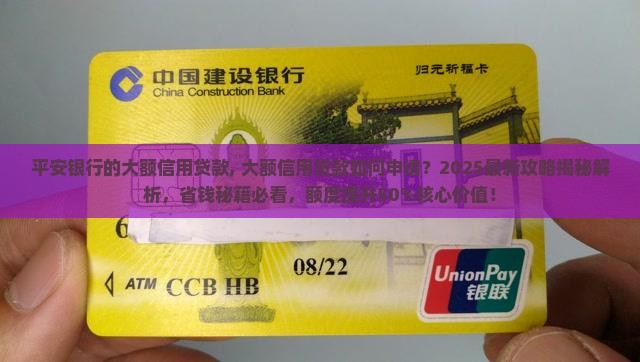 中国建设银行
归元祈福卡
China Construction Bank
平安银行的大额信用贷款, 大额信用贷款如何申请? 2025最新攻略揭秘解
析，省钱秘籍必看，额度提升 核心价值！
6
08/22
ATM CCB HB
UnionPay
银联